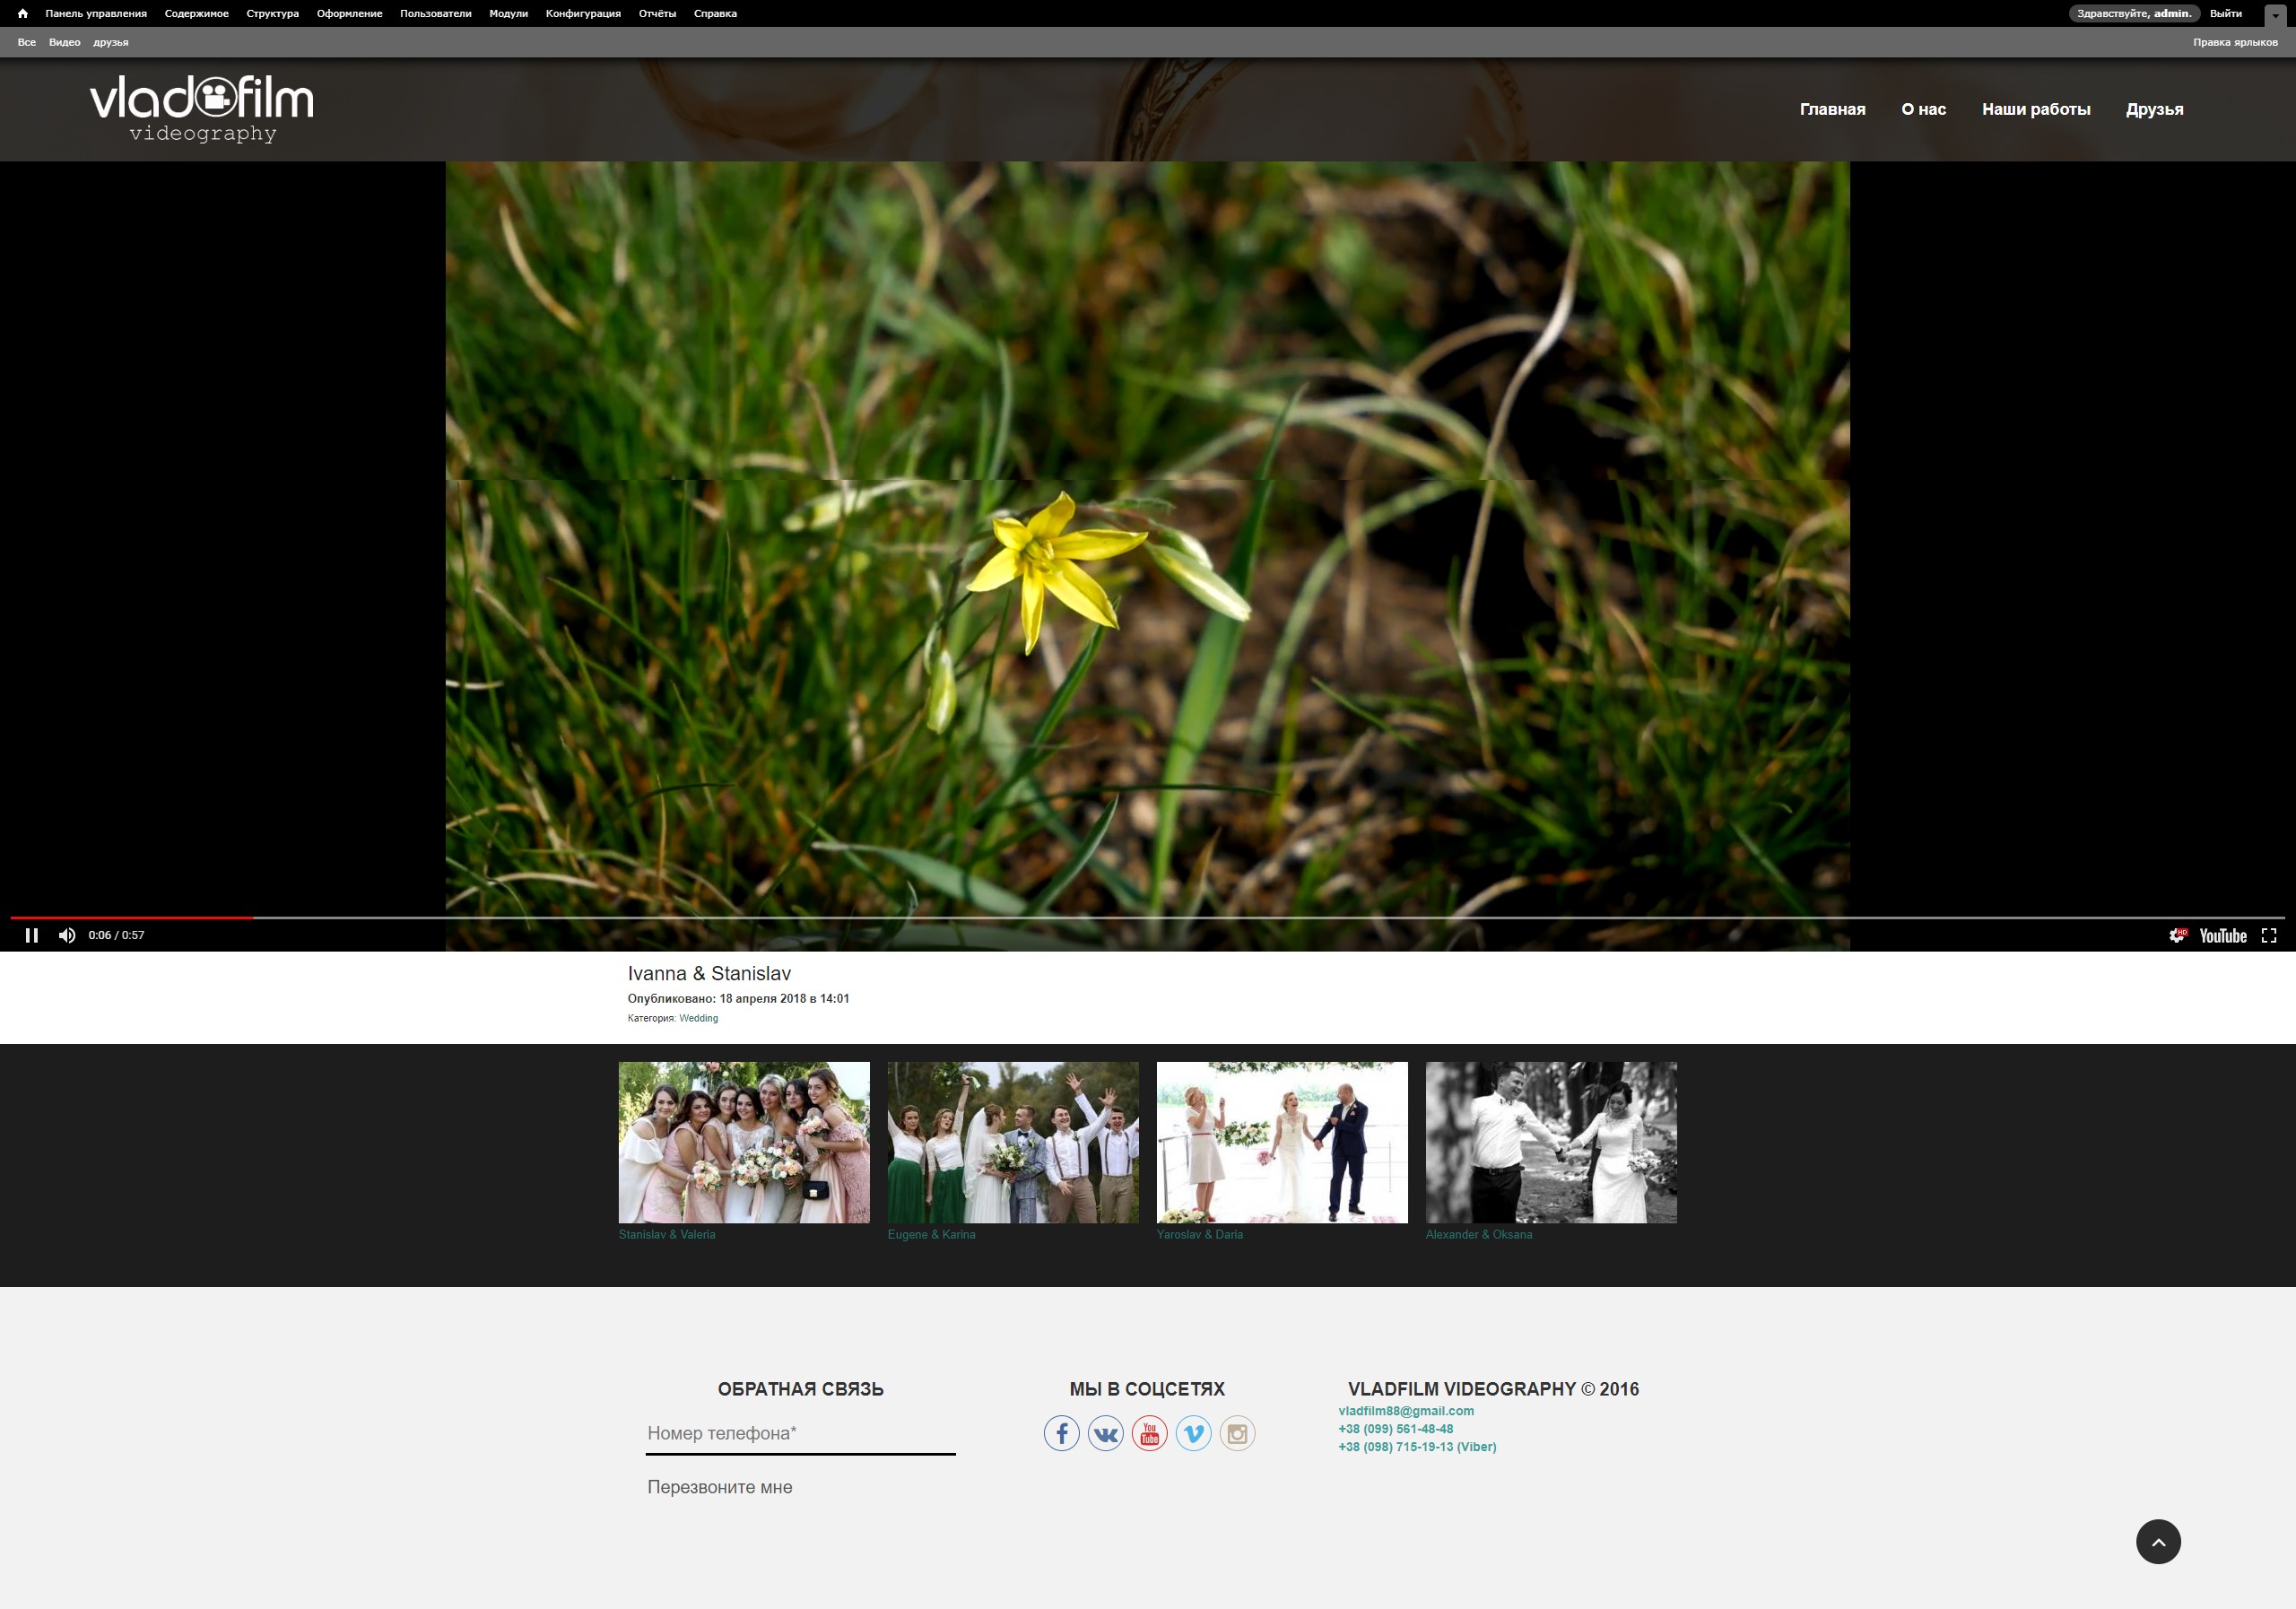 Панель управления Содержимое Структура Оформление Пользователи Модули Конфигурация Отчёты Справка Здравствуйте, admin. Выйти
Все Видео друзья Правка ярлыков
vladfilm
videography
Главная О нас Наши работы Друзья
0:06 / 0:57 HD YouTube
Ivanna & Stanislav
Опубликовано: 18 апреля 2018 в 14:01
Категория: Wedding
Stanislav & Valeria Eugene & Karina Yaroslav & Daria Alexander & Oksana
ОБРАТНАЯ СВЯЗЬ
Номер телефона*
Перезвоните мне
МЫ В СОЦСЕТЯХ
You Tube
VLADFILM VIDEOGRAPHY © 2016
vladfilm88@gmail.com
+38 (099) 561-48-48
+38 (098) 715-19-13 (Viber)